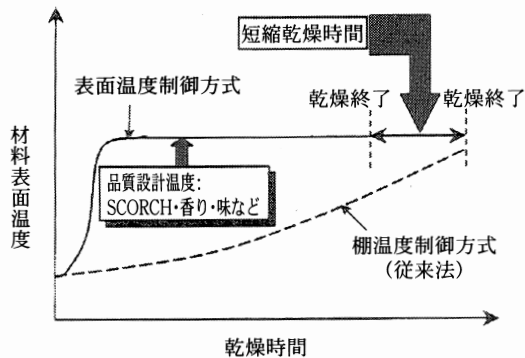 短縮乾燥時間
表面温度制御方式
乾燥終了
乾燥終了
品質設計温度:
SCORCH・香り・味など
材料表面温度
棚温度制御方式
(従来法)
乾燥時間